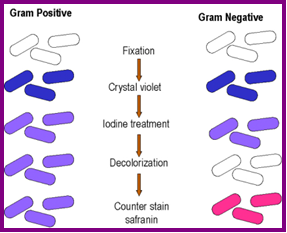 Gram Positive
Gram Negative
Fixation
Crystal violet
Iodine treatment
Decolorization
Counter stain
safranin